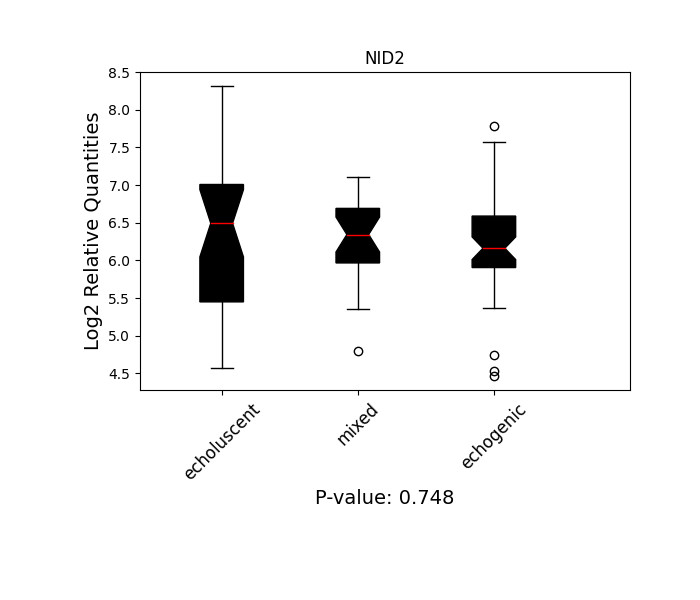 NID2
Log2 Relative Quantities
8.5
8.0
7.5
7.0
6.5
6.0
5.5
5.0
4.5
echoluscent
mixed
echogenic
P-value: 0.748